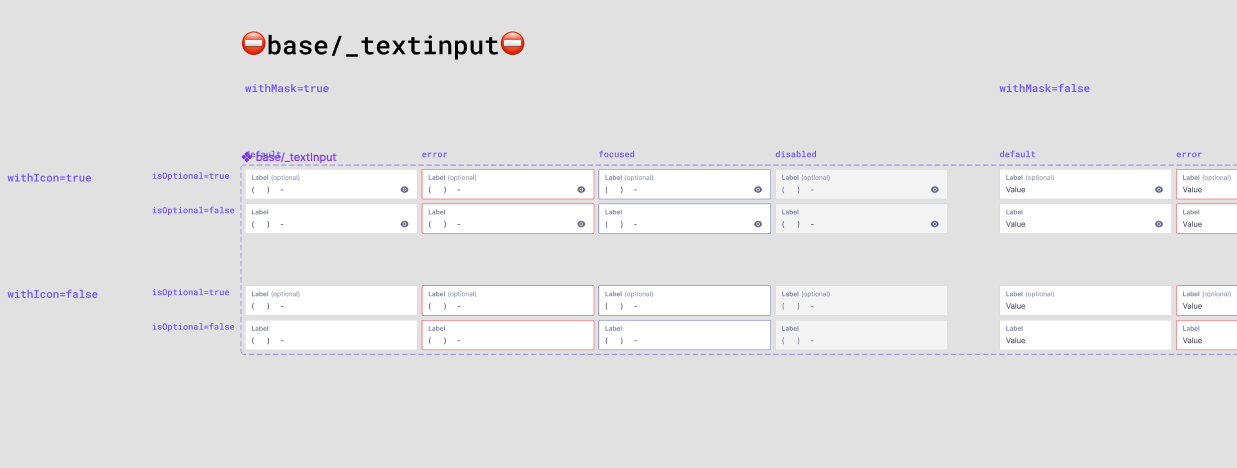 ⛔base/_textinput⛔
withMask=true withMask=false
default error focused disabled default error
base/_textInput
withIcon=true
isOptional=true
Label (optional) Label (optional) Label (optional) Label (optional) Label (optional) Label (optional)
( ) - ( ) - ( ) - ( ) - Value Value
isOptional=false
Label Label Label Label Label Label
( ) - ( ) - ( ) - ( ) - Value Value
withIcon=false
isOptional=true
Label (optional) Label (optional) Label (optional) Label (optional) Label (optional) Label (optional)
( ) - ( ) - ( ) - ( ) - Value Value
isOptional=false
Label Label Label Label Label Label
( ) - ( ) - ( ) - ( ) - Value Value